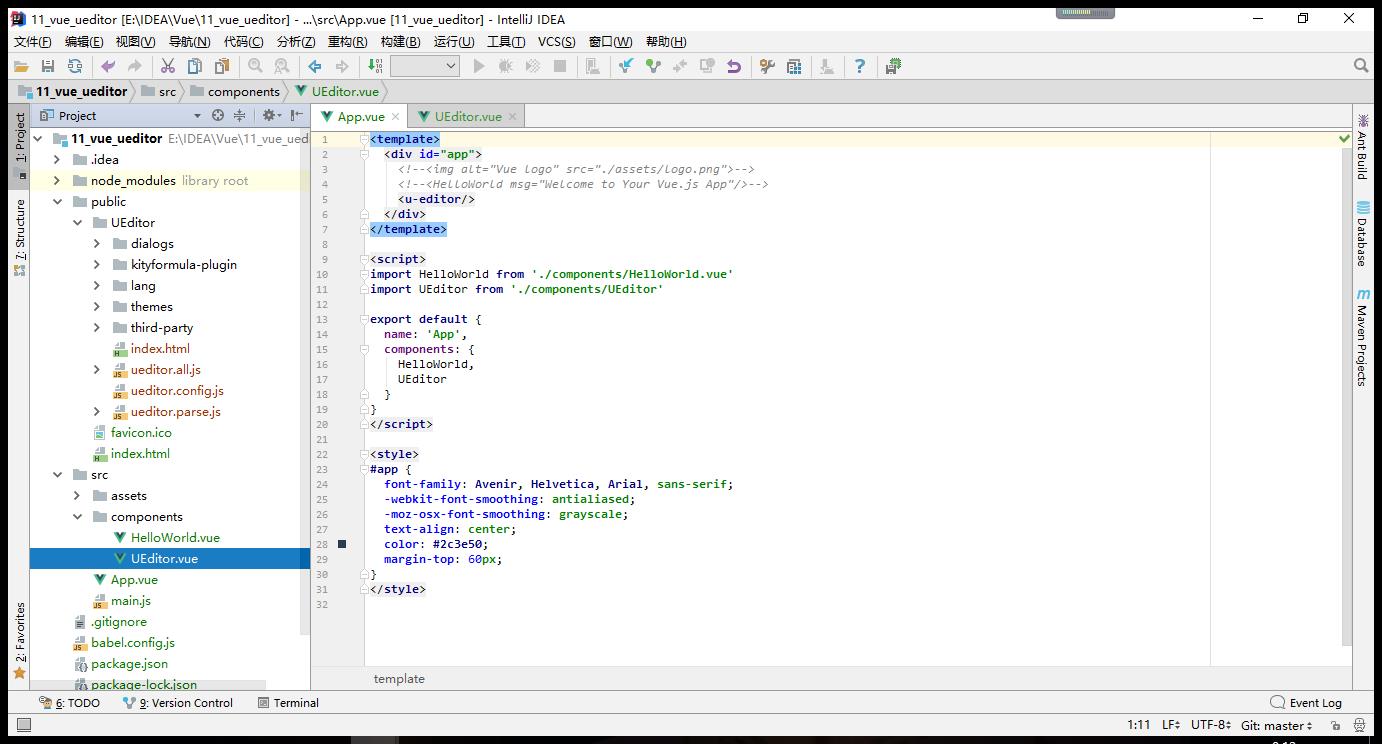 11_vue_ueditor [E:\IDEA\Vue\11_vue_ueditor] - ...\src\App.vue [11_vue_ueditor] - IntelliJ IDEA
文件(F) 编辑(E) 视图(V) 导航(N) 代码(C) 分析(Z) 重构(R) 构建(B) 运行(U) 工具(T) VCS(S) 窗口(W) 帮助(H)
11_vue_ueditor src components UEditor.vue
Project
App.vue UEditor.vue
1: Project
7: Structure
2: Favorites
11_vue_ueditor E:\IDEA\Vue\11_vue_ued
.idea
node_modules library root
public
UEditor
dialogs
kityformula-plugin
lang
themes
third-party
index.html
ueditor.all.js
ueditor.config.js
ueditor.parse.js
favicon.ico
index.html
src
assets
components
HelloWorld.vue
UEditor.vue
App.vue
main.js
.gitignore
babel.config.js
package.json
package-lock.json
1 <template>
2 <div id="app">
3 <!--<img alt="Vue logo" src="./assets/logo.png">-->
4 <!--<HelloWorld msg="Welcome to Your Vue.js App"/>-->
5 <u-editor/>
6 </div>
7 </template>
8
9 <script>
10 import HelloWorld from './components/HelloWorld.vue'
11 import UEditor from './components/UEditor'
12
13 export default {
14 name: 'App',
15 components: {
16 HelloWorld,
17 UEditor
18 }
19 }
20 </script>
21
22 <style>
23 #app {
24 font-family: Avenir, Helvetica, Arial, sans-serif;
25 -webkit-font-smoothing: antialiased;
26 -moz-osx-font-smoothing: grayscale;
27 text-align: center;
28 color: #2c3e50;
29 margin-top: 60px;
30 }
31 </style>
32
template
Ant Build
Database
Maven Projects
6: TODO 9: Version Control Terminal Event Log
1:11 LF UTF-8 Git: master